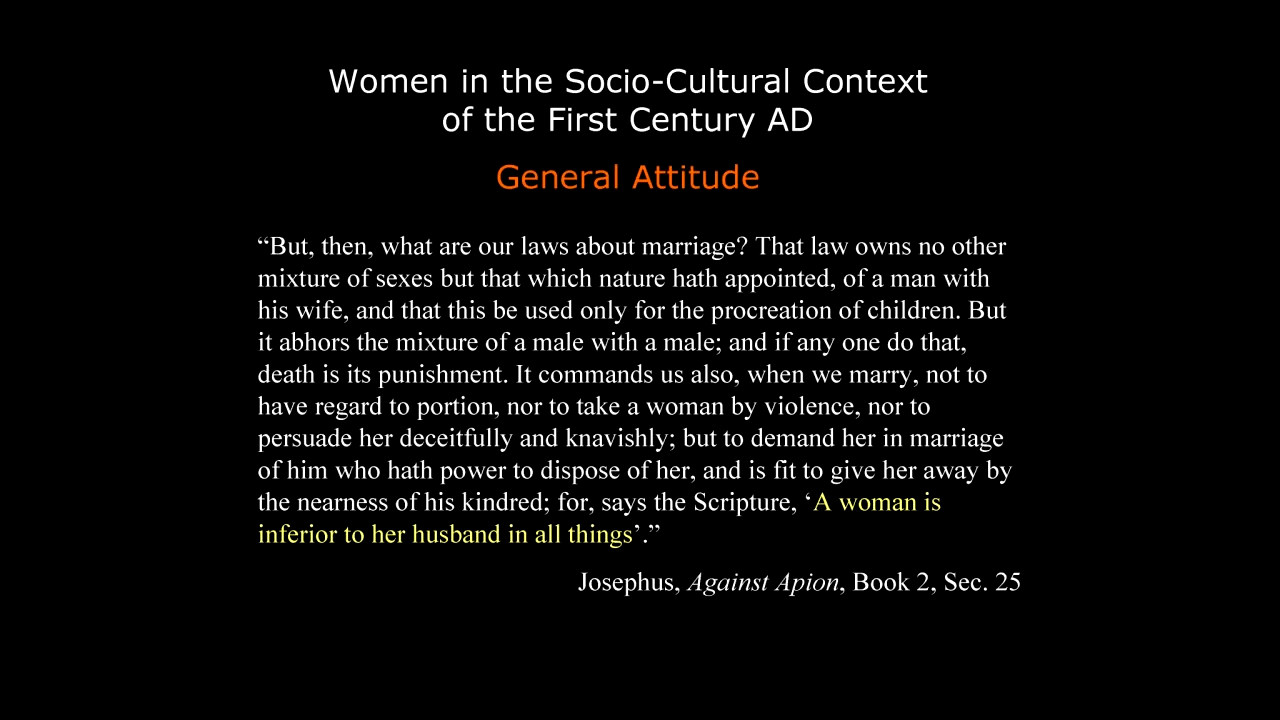 Women in the Socio-Cultural Context
of the First Century AD
General Attitude
“But, then, what are our laws about marriage? That law owns no other
mixture of sexes but that which nature hath appointed, of a man with
his wife, and that this be used only for the procreation of children. But
it abhors the mixture of a male with a male; and if any one do that,
death is its punishment. It commands us also, when we marry, not to
have regard to portion, nor to take a woman by violence, nor to
persuade her deceitfully and knavishly; but to demand her in marriage
of him who hath power to dispose of her, and is fit to give her away by
the nearness of his kindred; for, says the Scripture, ‘A woman is
inferior to her husband in all things’.”
Josephus, Against Apion, Book 2, Sec. 25